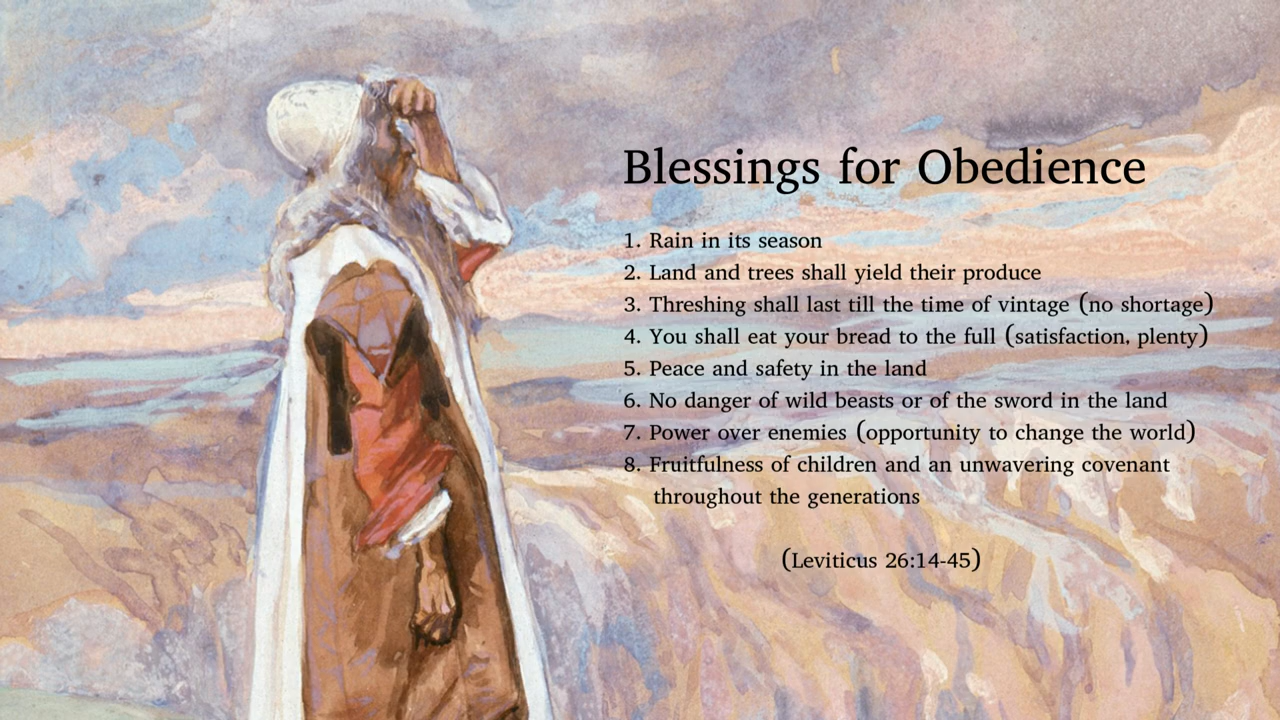 Blessings for Obedience
1. Rain in its season
2. Land and trees shall yield their produce
3. Threshing shall last till the time of vintage (no shortage)
4. You shall eat your bread to the full (satisfaction, plenty)
5. Peace and safety in the land
6. No danger of wild beasts or of the sword in the land
7. Power over enemies (opportunity to change the world)
8. Fruitfulness of children and an unwavering covenant
throughout the generations
(Leviticus 26:14-45)